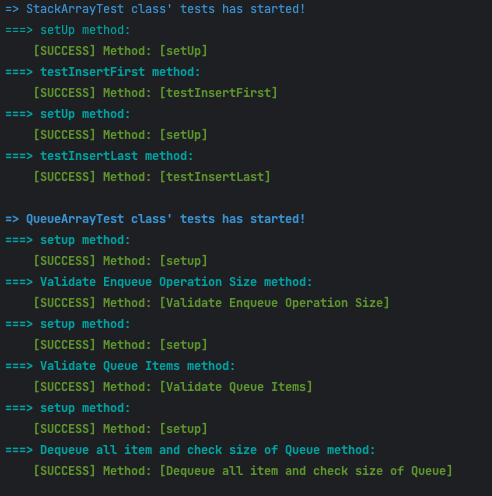 => StackArrayTest class' tests has started!
===> setUp method:
[SUCCESS] Method: [setUp]
===> testInsertFirst method:
[SUCCESS] Method: [testInsertFirst]
===> setUp method:
[SUCCESS] Method: [setUp]
===> testInsertLast method:
[SUCCESS] Method: [testInsertLast]
=> QueueArrayTest class' tests has started!
===> setup method:
[SUCCESS] Method: [setup]
===> Validate Enqueue Operation Size method:
[SUCCESS] Method: [Validate Enqueue Operation Size]
===> setup method:
[SUCCESS] Method: [setup]
===> Validate Queue Items method:
[SUCCESS] Method: [Validate Queue Items]
===> setup method:
[SUCCESS] Method: [setup]
===> Dequeue all item and check size of Queue method:
[SUCCESS] Method: [Dequeue all item and check size of Queue]